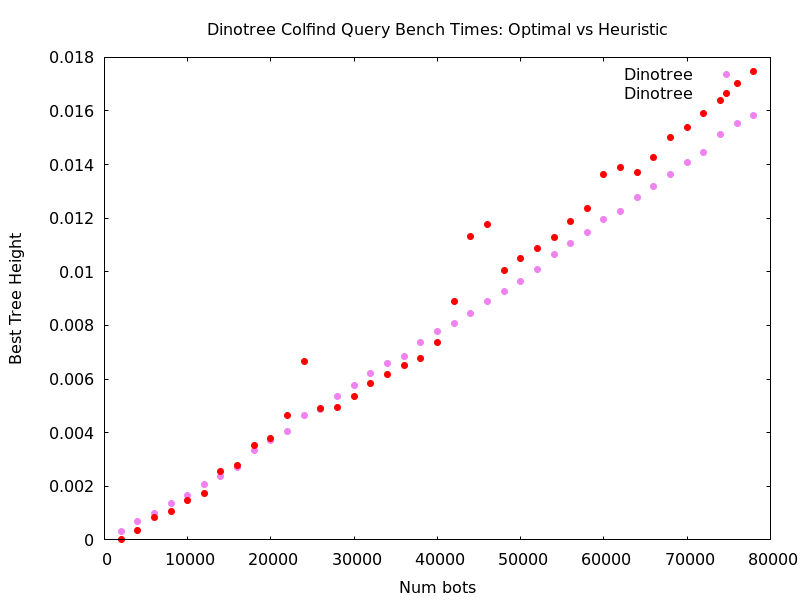 Dinotree Colfind Query Bench Times: Optimal vs Heuristic
0.018
0.016
0.014
0.012
0.01
0.008
0.006
0.004
0.002
0
Best Tree Height
Dinotree
Dinotree
0 10000 20000 30000 40000 50000 60000 70000 80000
Num bots